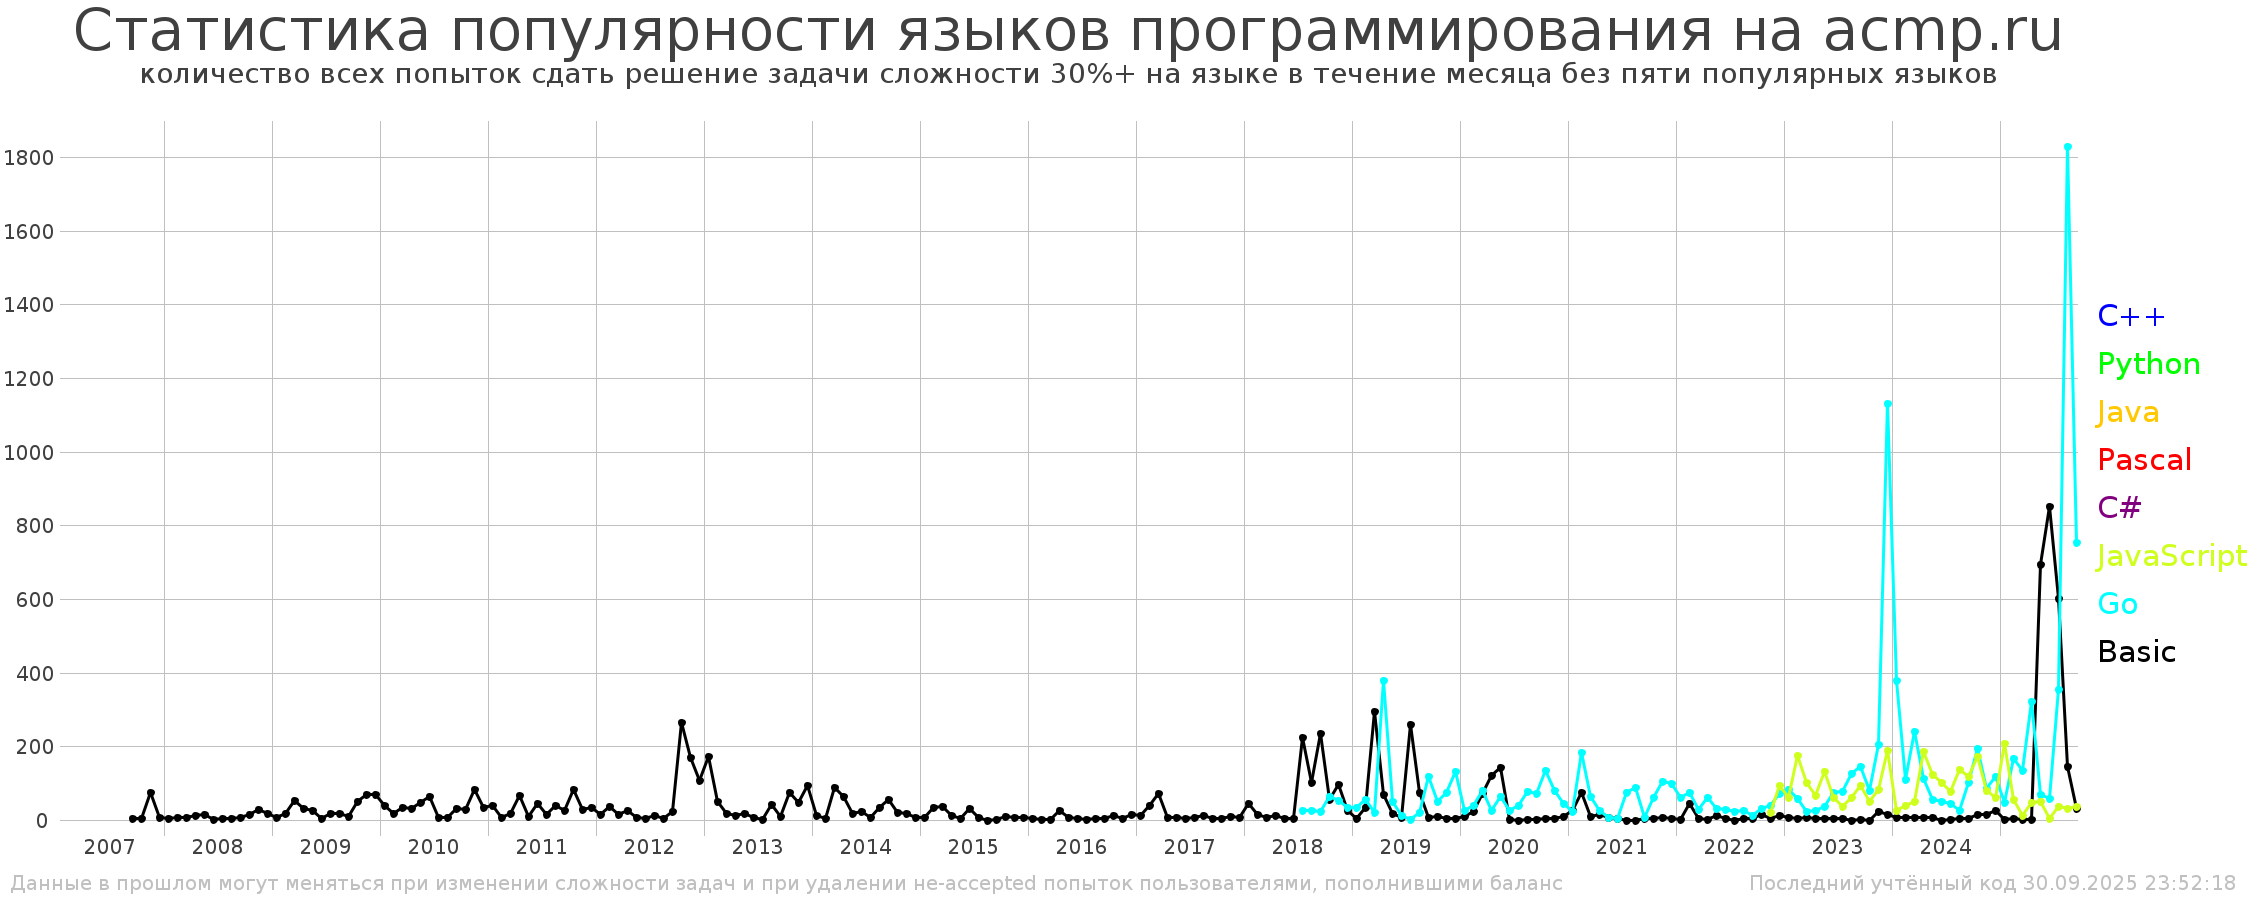 Статистика популярности языков программирования на acmp.ru
количество всех попыток сдать решение задачи сложности 30%+ на языке в течение месяца без пяти популярных языков
1800
1600
1400
1200
1000
800
600
400
200
0
C++
Python
Java
Pascal
C#
JavaScript
Go
Basic
2007 2008 2009 2010 2011 2012 2013 2014 2015 2016 2017 2018 2019 2020 2021 2022 2023 2024
Данные в прошлом могут меняться при изменении сложности задач и при удалении не-accepted попыток пользователями, пополнившими баланс
Последний учтённый код 30.09.2025 23:52:18